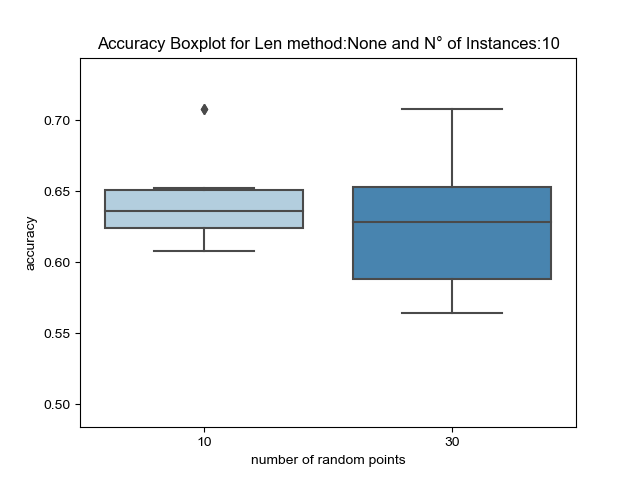 Accuracy Boxplot for Len method:None and N° of Instances:10
0.70
0.65
0.60
0.55
0.50
accuracy
10
30
number of random points